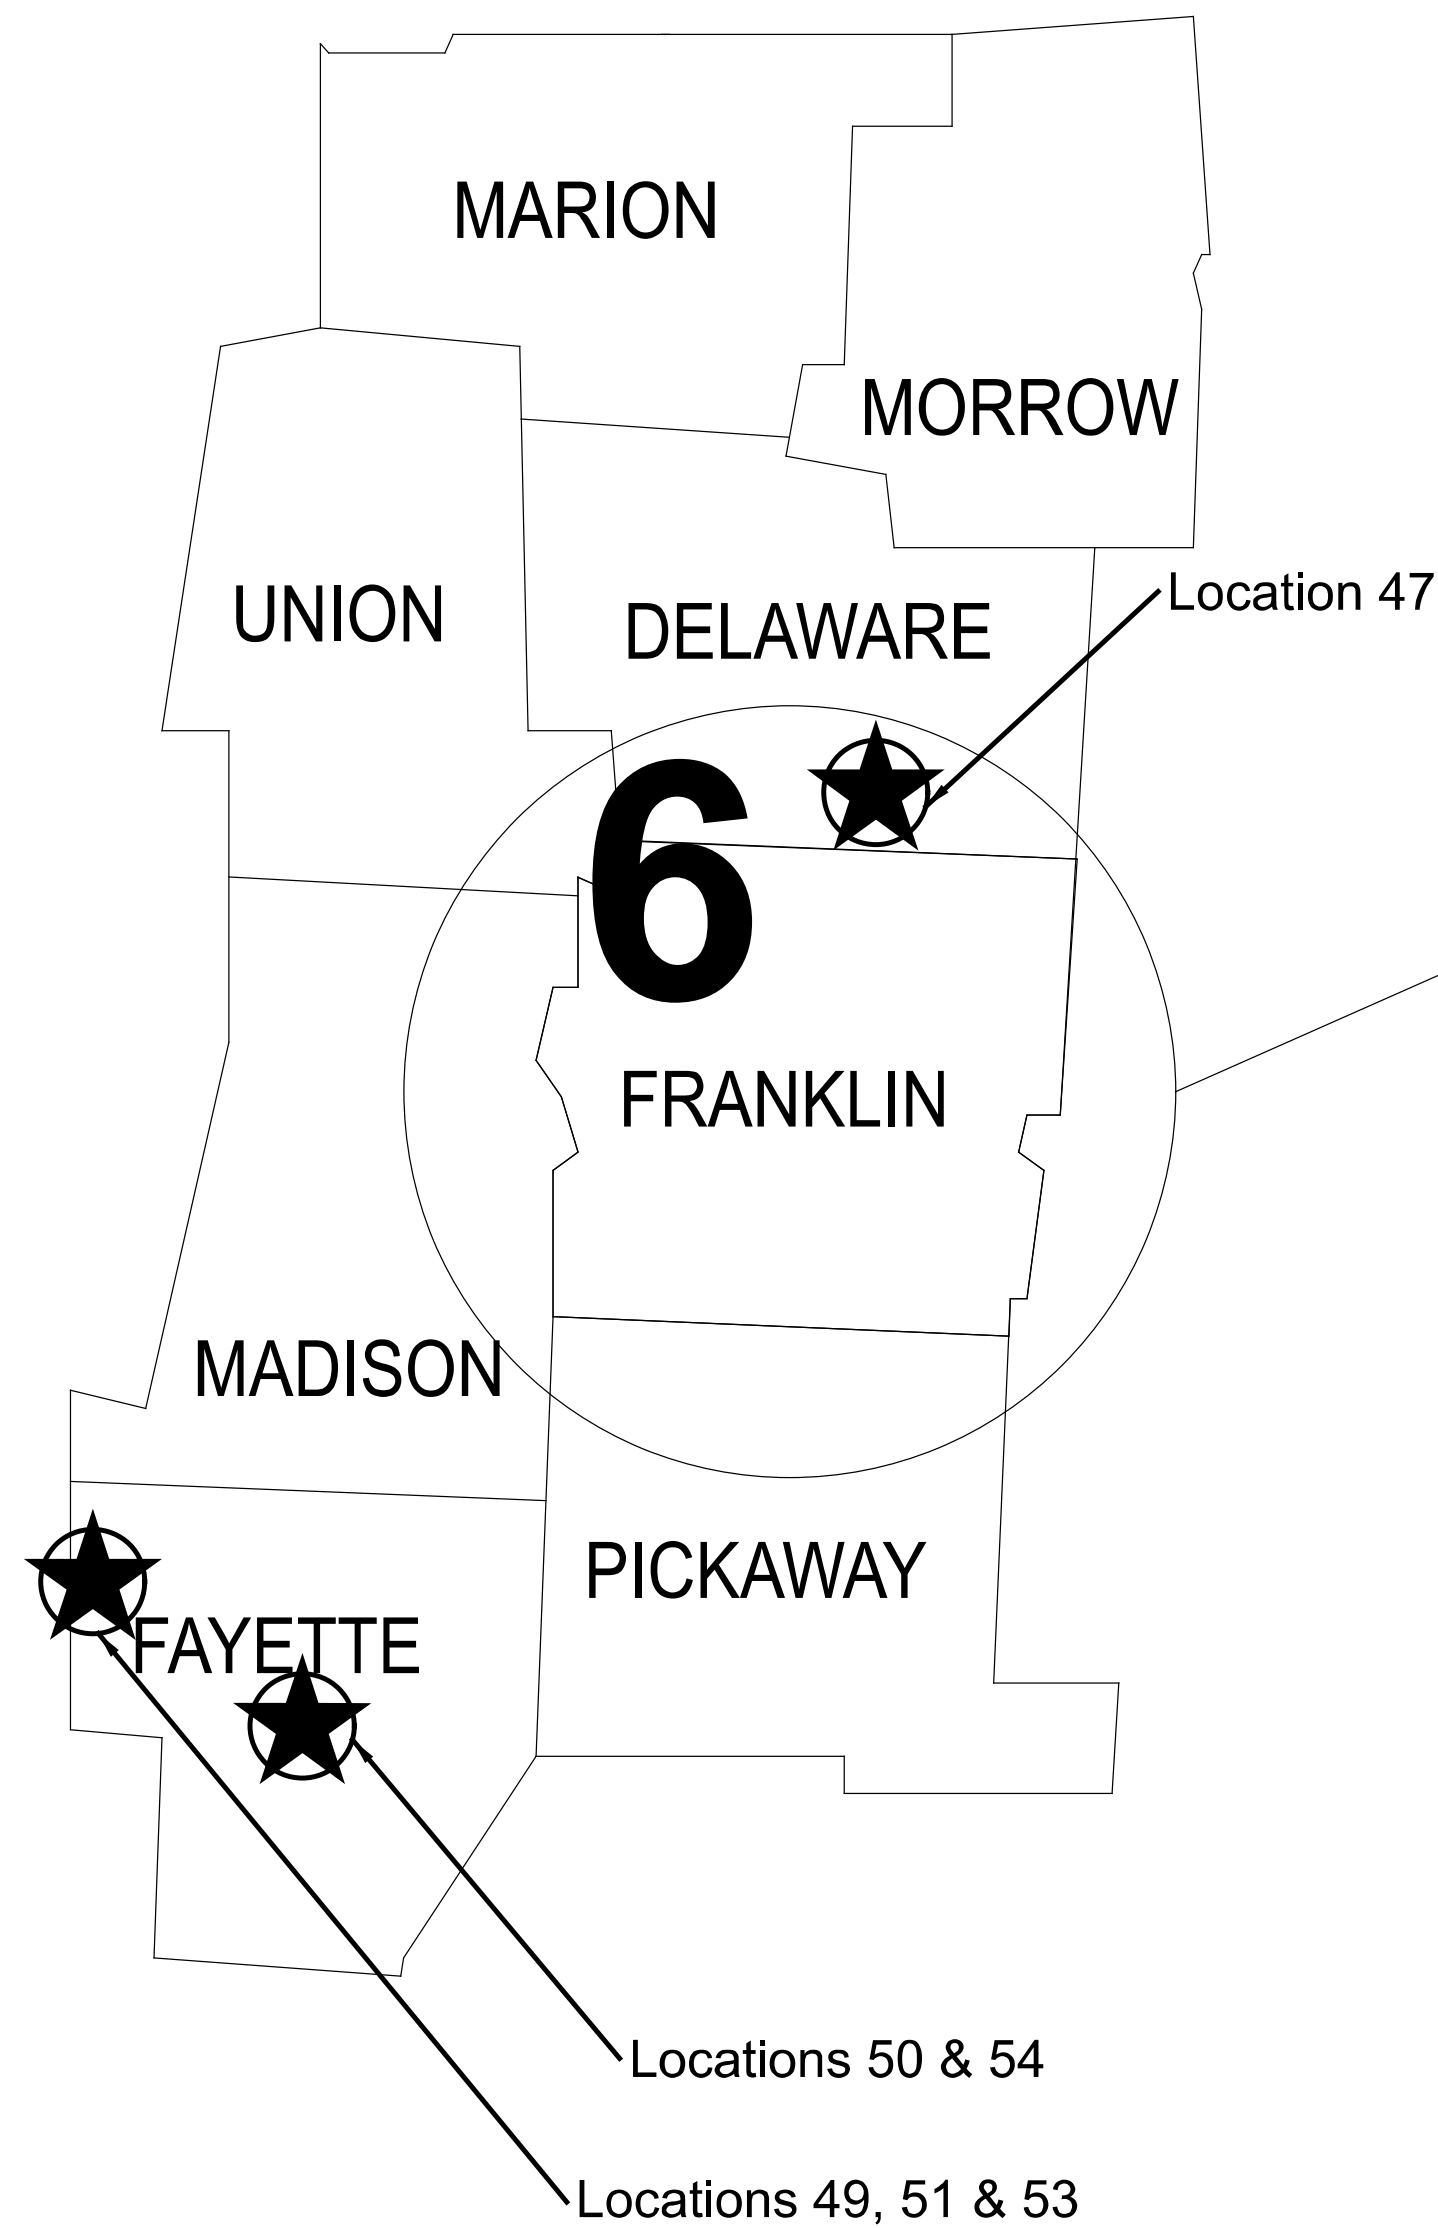 MARION
MORROW
Location 47
UNION
DELAWARE
6
FRANKLIN
MADISON
PICKAWAY
FAYETTE
Locations 50 & 54
Locations 49, 51 & 53